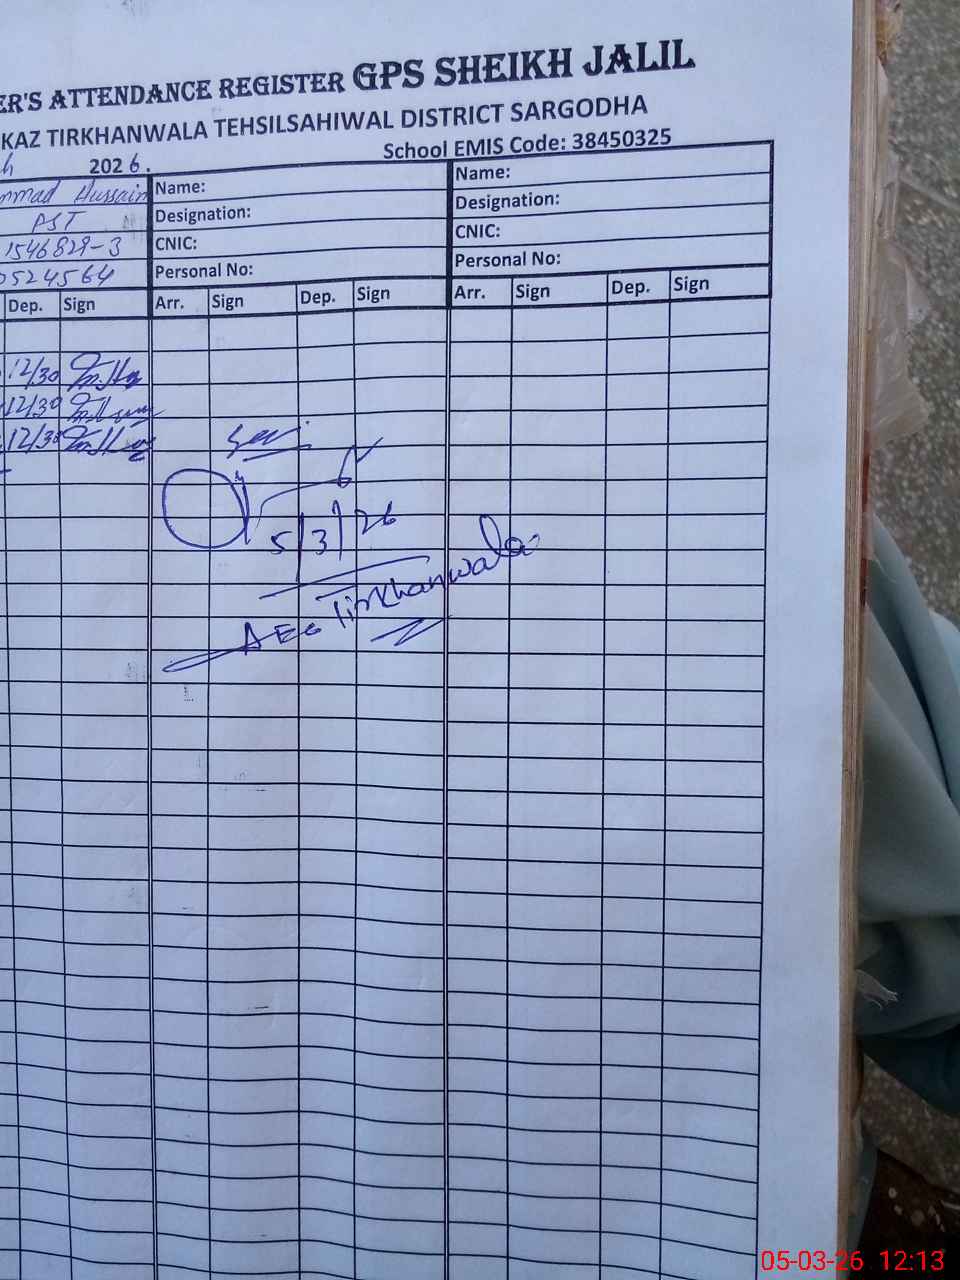 ER'S ATTENDANCE REGISTER GPS SHEIKH JALIL
KAZ TIRKHANWALA TEHSILSAHIWAL DISTRICT SARGODHA
School EMIS Code: 38450325
h 2026.
mmad Hussain Name: Name:
PST Designation: Designation:
1546829-3 CNIC: CNIC:
0524564 Personal No: Personal No:
Dep. Sign Arr. Sign Dep. Sign Arr. Sign Dep. Sign
12/30
12/30
12/30
5/3/26
AEO Tirkhanwala
05-03-26 12:13